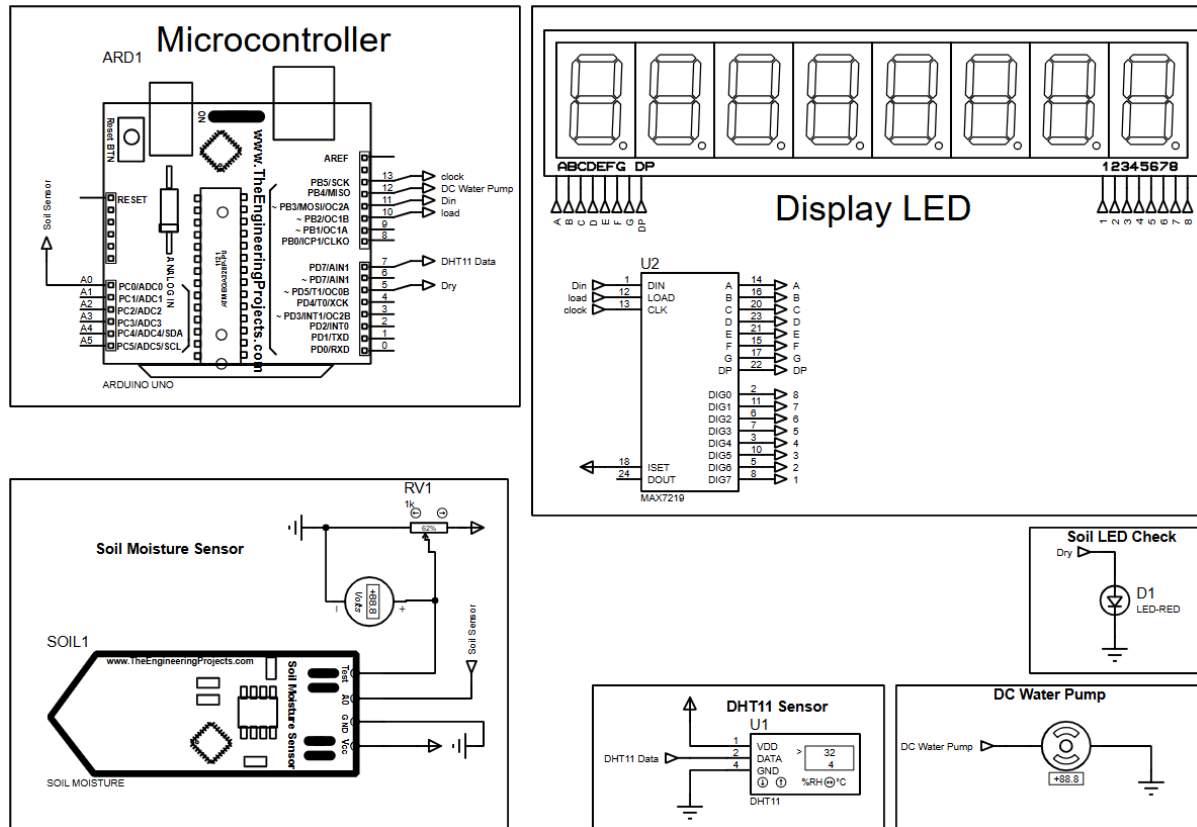 Microcontroller
ARD1
Reset BTN
ON
www.TheEngineeringProjects.com
AREF
RESET
Soil Sensor
ANALOG IN
1121
A0 PC0/ADC0
A1 PC1/ADC1
A2 PC2/ADC2
A3 PC3/ADC3
A4 PC4/ADC4/SDA
A5 PC5/ADC5/SCL
PB5/SCK 13 clock
PB4/MISO 12 DC Water Pump
~ PB3/MOSI/OC2A 11 Din
~ PB2/OC1B 10 load
~ PB1/OC1A 9
PB0/ICP1/CLKO 8
PD7/AIN1 7 DHT11 Data
~ PD7/AIN1 6
~ PD5/T1/OC0B 5 Dry
PD4/T0/XCK 4
~ PD3/INT1/OC2B 3
PD2/INT0 2
PD1/TXD 1
PD0/RXD 0
ARDUINO UNO
ABCDEFG DP
12345678
A B C D E F G DP
1 2 3 4 5 6 7 8
Display LED
U2
Din 1 DIN
load 12 LOAD
clock 13 CLK
A 14 A
B 16 B
C 20 C
D 23 D
E 21 E
F 15 F
G 17 G
DP 22 DP
DIG0 2 8
DIG1 11 7
DIG2 6 6
DIG3 7 5
DIG4 3 4
DIG5 10 3
DIG6 5 2
DIG7 8 1
18 ISET
24 DOUT
MAX7219
Soil Moisture Sensor
RV1
1k
62%
+88.8
Volts
- +
Soil Sensor
SOIL1
www.TheEngineeringProjects.com
Soil Moisture Sensor
Test
A0
GND
Vcc
SOIL MOISTURE
Soil LED Check
Dry
D1
LED-RED
DHT11 Sensor
U1
1 VDD
DHT11 Data 2 DATA
4 GND
>
32
4
%RH °C
DHT11
DC Water Pump
DC Water Pump
+88.8